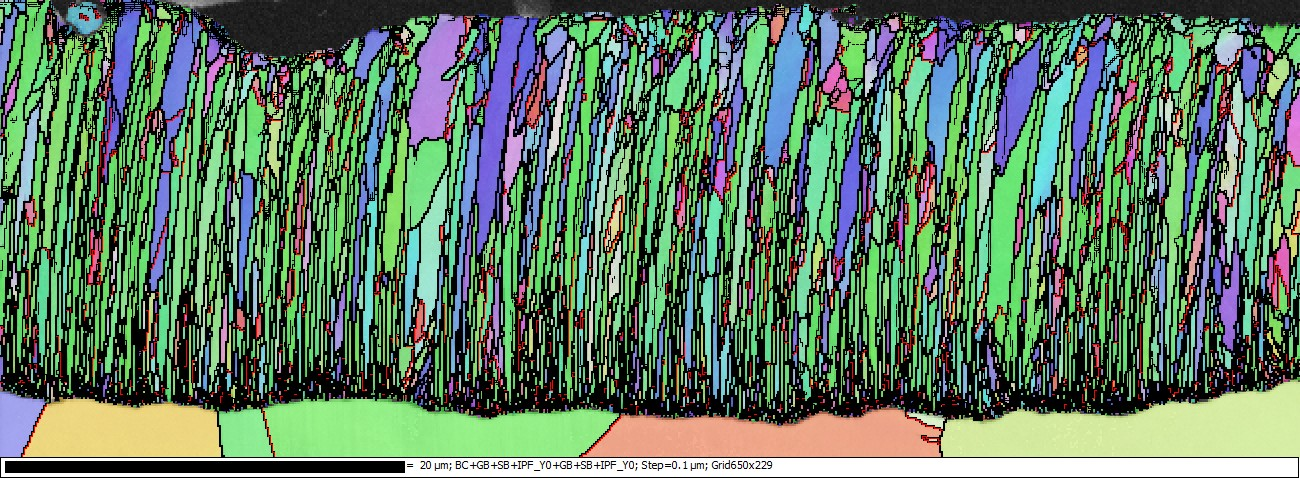 = 20 µm; BC+GB+SB+IPF_Y0+GB+SB+IPF_Y0; Step=0.1 µm; Grid650x229